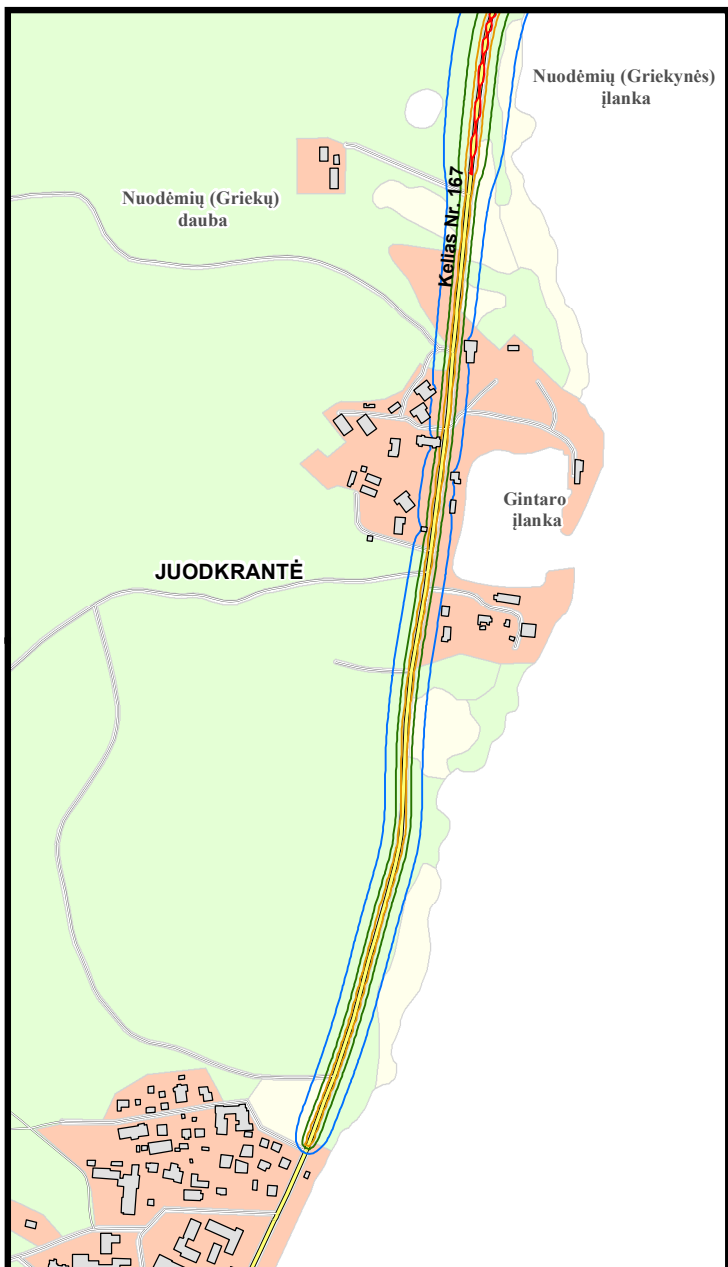 Nuodėmių (Griekynės)
įlanka
Nuodėmių (Griekų)
dauba
Kelias Nr. 167
Gintaro
įlanka
JUODKRANTĖ